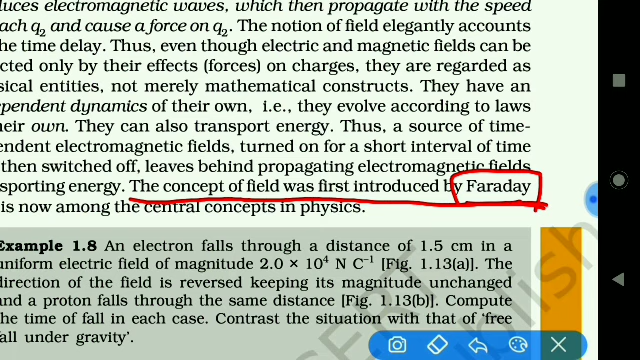 duces electromagnetic waves, which then propagate with the speed
ach q₂ and cause a force on q₂. The notion of field elegantly accounts
he time delay. Thus, even though electric and magnetic fields can be
cted only by their effects (forces) on charges, they are regarded as
sical entities, not merely mathematical constructs. They have an
ependent dynamics of their own, i.e., they evolve according to laws
heir own. They can also transport energy. Thus, a source of time-
endent electromagnetic fields, turned on for a short interval of time
then switched off, leaves behind propagating electromagnetic fields
sporting energy. The concept of field was first introduced by Faraday
is now among the central concepts in physics.
Example 1.8 An electron falls through a distance of 1.5 cm in a
uniform electric field of magnitude 2.0 × 10⁴ N C⁻¹ [Fig. 1.13(a)]. The
direction of the field is reversed keeping its magnitude unchanged
and a proton falls through the same distance [Fig. 1.13(b)]. Compute
the time of fall in each case. Contrast the situation with that of ‘free
fall under gravity’.